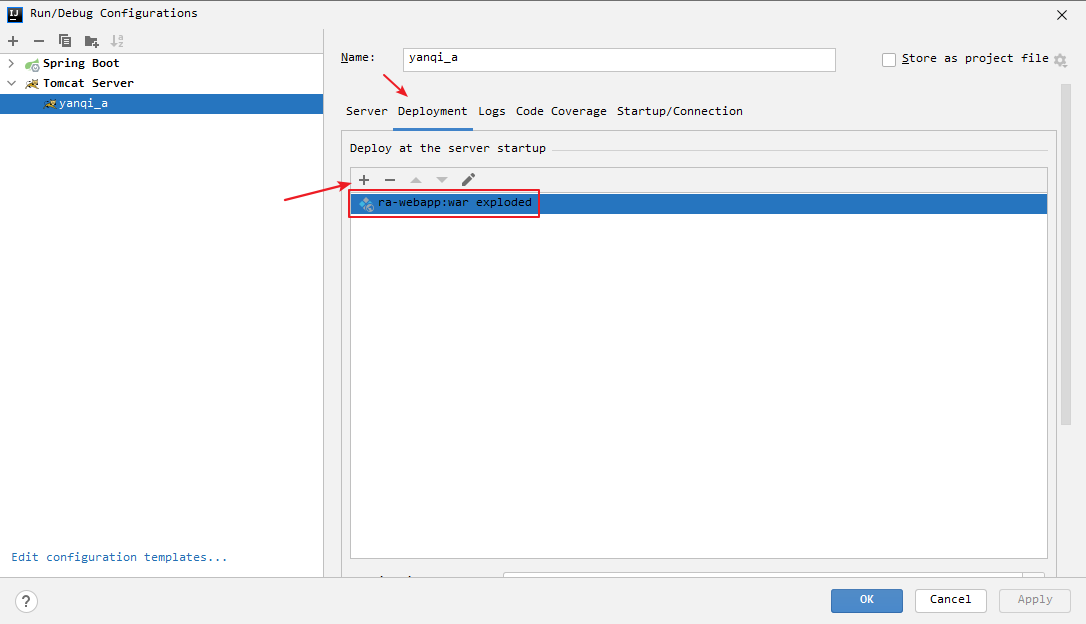 Run/Debug Configurations
Name:
yanqi_a
Store as project file
Spring Boot
Tomcat Server
yanqi_a
Server
Deployment
Logs
Code Coverage
Startup/Connection
Deploy at the server startup
ra-webapp:war exploded
Edit configuration templates...
?
OK
Cancel
Apply